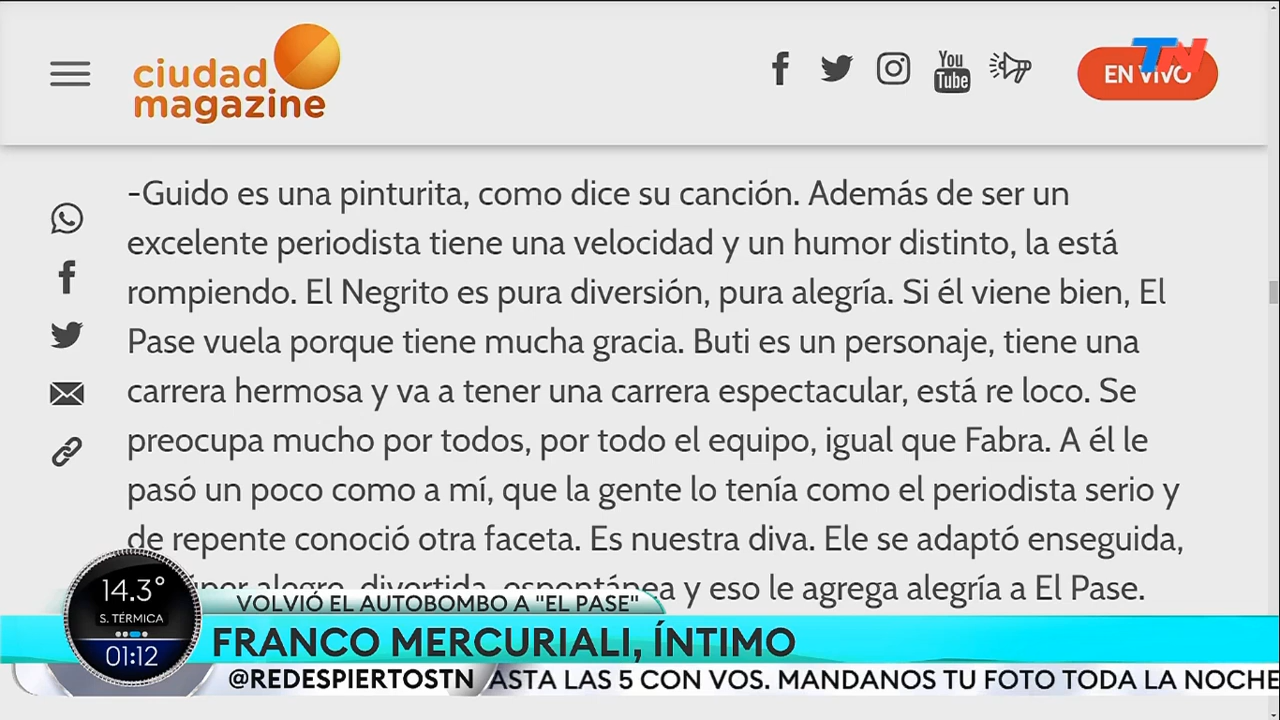 ciudad
magazine
You
Tube
EN VIVO
TN
-Guido es una pinturita, como dice su canción. Además de ser un
excelente periodista tiene una velocidad y un humor distinto, la está
rompiendo. El Negrito es pura diversión, pura alegría. Si él viene bien, El
Pase vuela porque tiene mucha gracia. Buti es un personaje, tiene una
carrera hermosa y va a tener una carrera espectacular, está re loco. Se
preocupa mucho por todos, por todo el equipo, igual que Fabra. A él le
pasó un poco como a mí, que la gente lo tenía como el periodista serio y
de repente conoció otra faceta. Es nuestra diva. Ele se adaptó enseguida,
alegre, divertida, espontánea y eso le agrega alegría a El Pase.
14.3°
S. TÉRMICA
01:12
VOLVIÓ EL AUTOBOMBO A "EL PASE"
FRANCO MERCURIALI, ÍNTIMO
@REDESPIERTOSTN ASTA LAS 5 CON VOS. MANDANOS TU FOTO TODA LA NOCHE